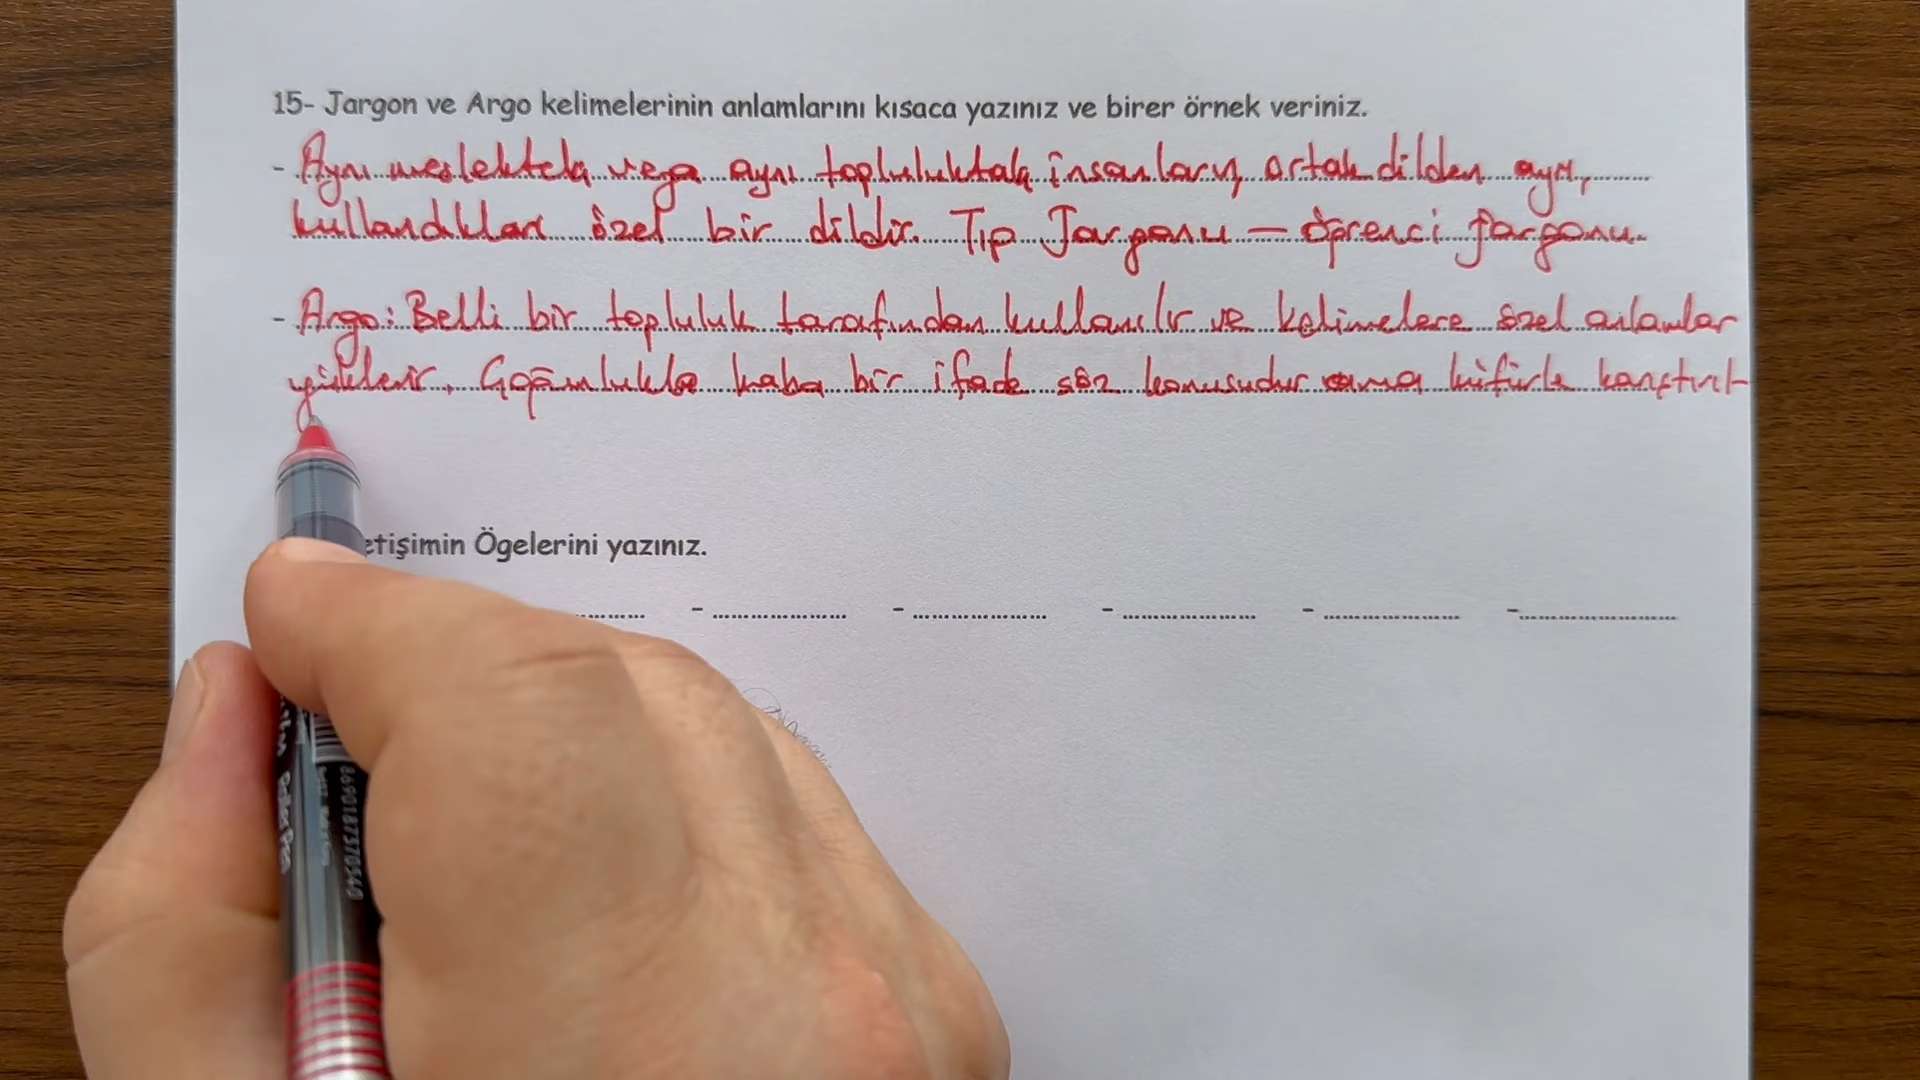 15- Jargon ve Argo kelimelerinin anlamlarını kısaca yazınız ve birer örnek veriniz.
- Aynı meslekteki veya aynı topluluktaki insanların, ortak dilden ayrı,
kullandıkları özel bir dildir. Tıp Jargonu – öğrenci jargonu.
- Argo: Belli bir topluluk tarafından kullanılır ve kelimelere özel anlamlar
yüklenir. Çoğunlukla kaba bir ifade söz konusudur ama küfürle karıştırıl-
etişimin Ögelerini yazınız.
- - - - -
8690187370340